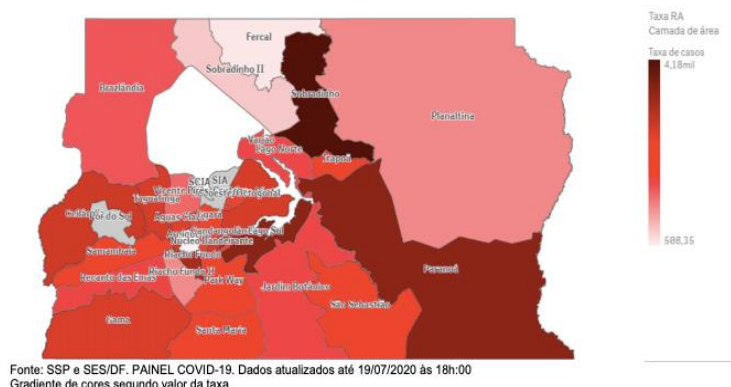 Taxa RA
Camada de área
Taxa de casos
4,18mil
508,35
Fercal
Sobradinho II
Brazlândia
Sobradinho
Planaltina
Varjão
Lago Norte
Itapoã
SCIA
SIA
Vicente Pires
Taguatinga
Ceilândia
Pôr do Sol
Águas Claras
Guará
Lago Sul
Núcleo Bandeirante
Samambaia
Riacho Fundo
Paranoá
Recanto das Emas
Riacho Fundo II
Park Way
Jardim Botânico
São Sebastião
Gama
Santa Maria
Fonte: SSP e SES/DF. PAINEL COVID-19. Dados atualizados até 19/07/2020 às 18h:00
Gradiente de cores segundo valor da taxa